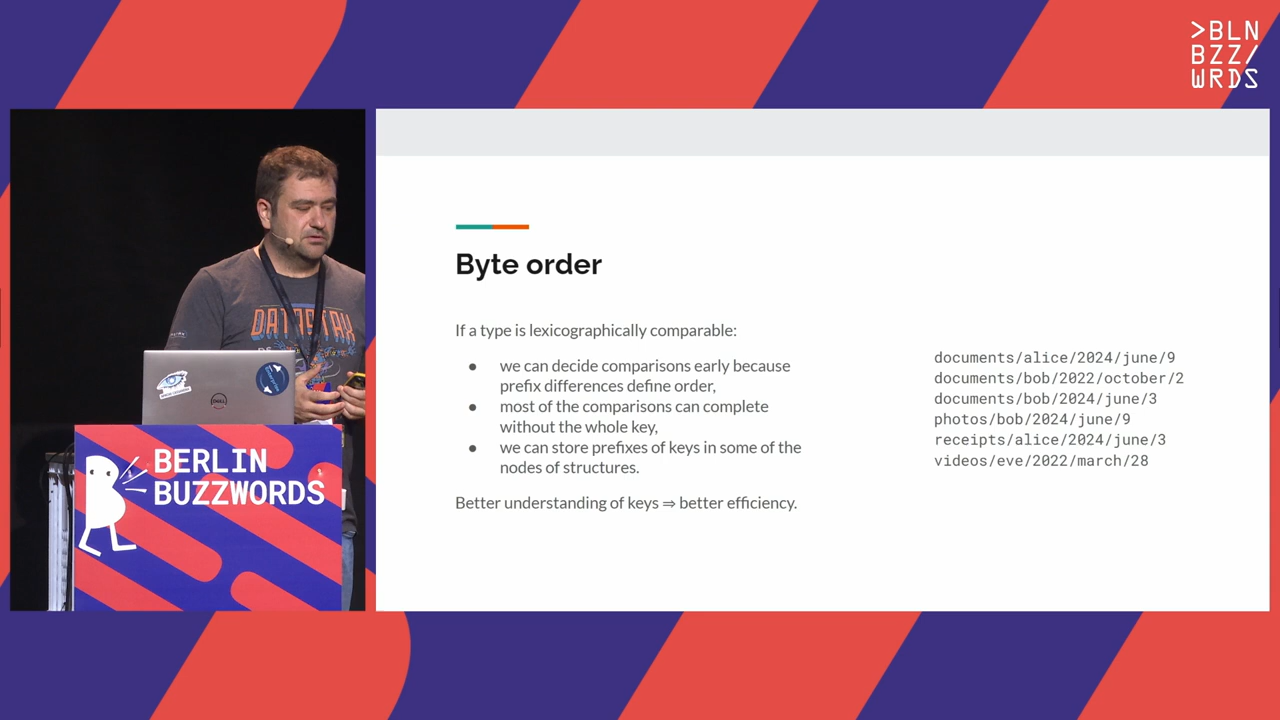 >BLN
BZZ/
WRDS
Byte order
If a type is lexicographically comparable:
● we can decide comparisons early because
prefix differences define order,
● most of the comparisons can complete
without the whole key,
● we can store prefixes of keys in some of the
nodes of structures.
Better understanding of keys ⇒ better efficiency.
documents/alice/2024/june/9
documents/bob/2022/october/2
documents/bob/2024/june/3
photos/bob/2024/june/9
receipts/alice/2024/june/3
videos/eve/2022/march/28
DATASTAX
DELL
BERLIN
BUZZWORDS